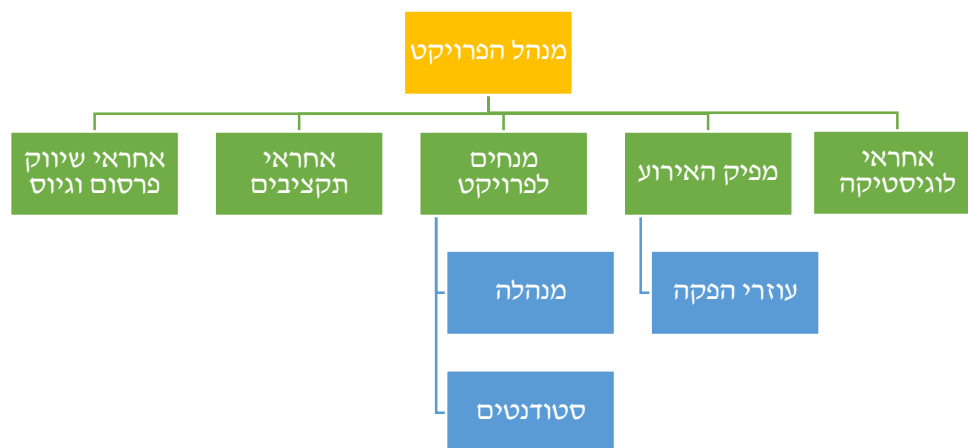 מנהל הפרויקט
אחראי
לוגיסטיקה
מפיק האירוע
מנחים
לפרויקט
אחראי
תקציבים
אחראי שיווק
פרסום וגיוס
עוזרי הפקה
מנהלה
סטודנטים